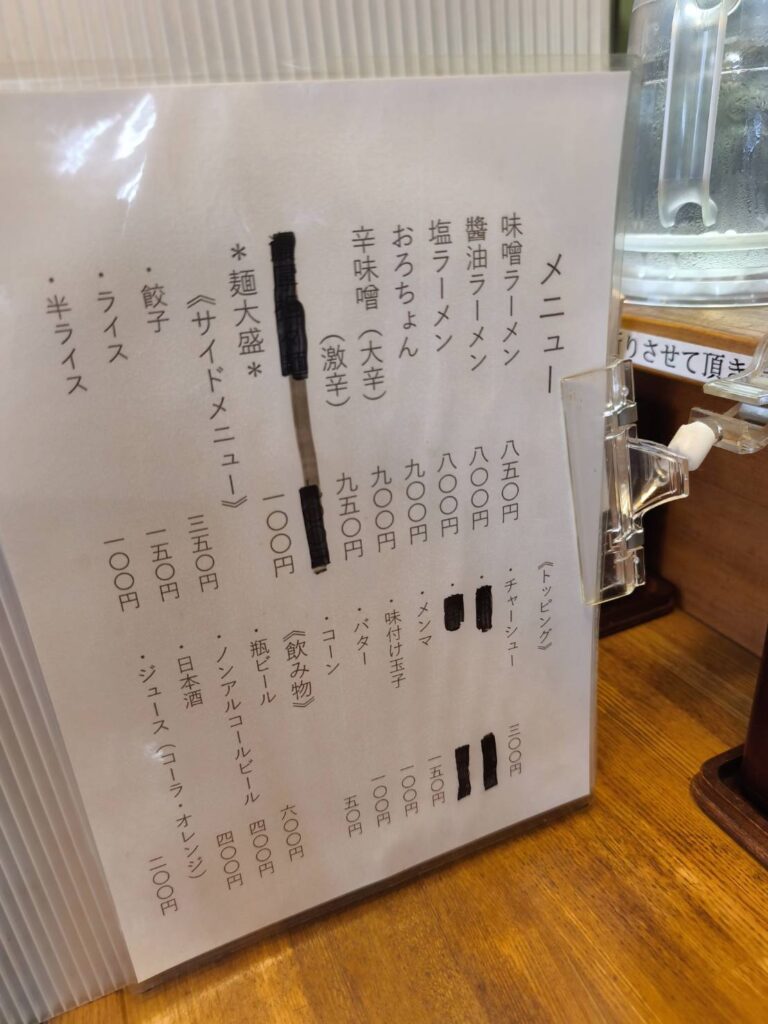 メニュー
味噌ラーメン 八五〇円
醬油ラーメン 八〇〇円
塩ラーメン 八〇〇円
おろちょん 九〇〇円
辛味噌（大辛） 九〇〇円
（激辛） 九五〇円
＊麺大盛＊ 一〇〇円
《サイドメニュー》
・餃子 三五〇円
・ライス 一五〇円
・半ライス 一〇〇円
《トッピング》
・チャーシュー 三〇〇円
・
・
・メンマ 一五〇円
・味付け玉子 一〇〇円
・バター 一〇〇円
・コーン 五〇円
《飲み物》
・瓶ビール 六〇〇円
・ノンアルコールビール 四〇〇円
・日本酒 四〇〇円
・ジュース（コーラ・オレンジ） 二〇〇円
りさせて頂き